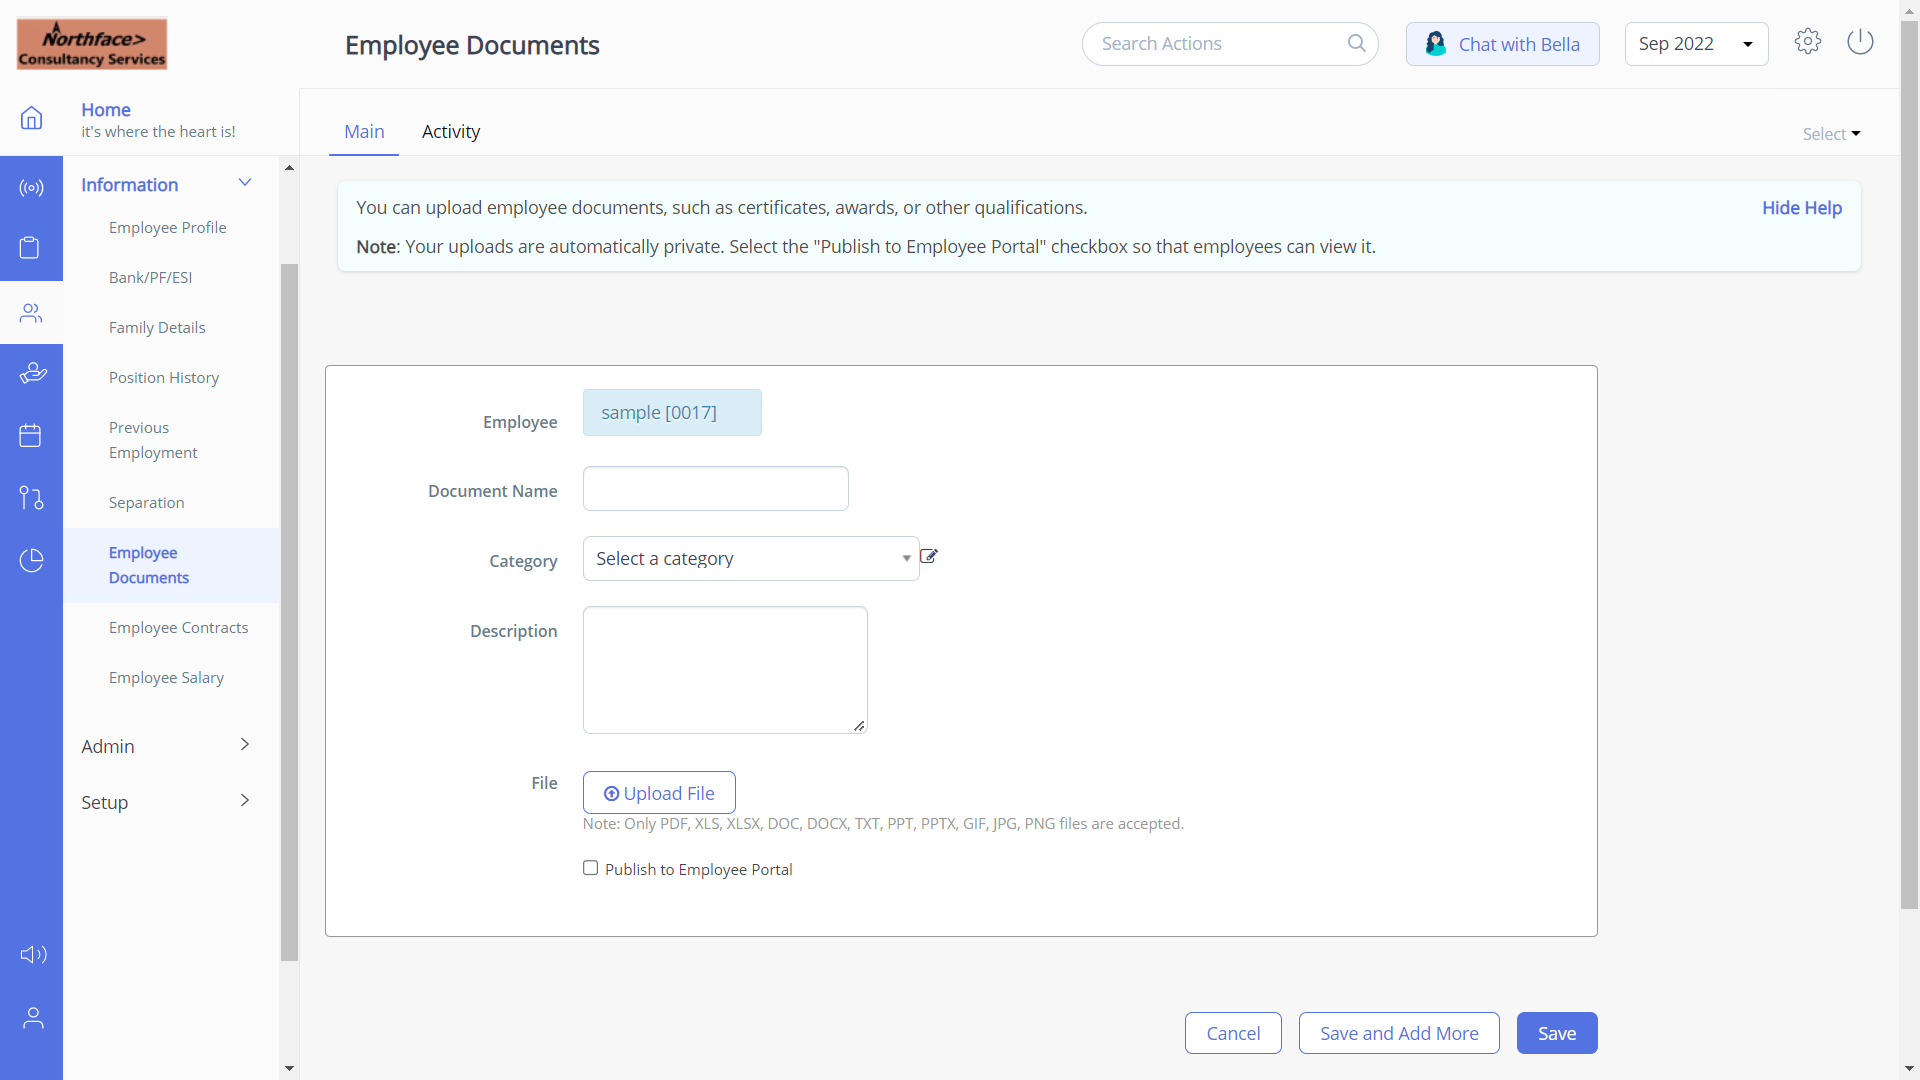 Northface>
Consultancy Services
Employee Documents
Search Actions
Chat with Bella
Sep 2022
Home
it's where the heart is!
Main
Activity
Select
Information
Employee Profile
Bank/PF/ESI
Family Details
Position History
Previous
Employment
Separation
Employee
Documents
Employee Contracts
Employee Salary
Admin
Setup
You can upload employee documents, such as certificates, awards, or other qualifications.
Hide Help
Note: Your uploads are automatically private. Select the "Publish to Employee Portal" checkbox so that employees can view it.
Employee
sample [0017]
Document Name
Category
Select a category
Description
File
Upload File
Note: Only PDF, XLS, XLSX, DOC, DOCX, TXT, PPT, PPTX, GIF, JPG, PNG files are accepted.
Publish to Employee Portal
Cancel
Save and Add More
Save